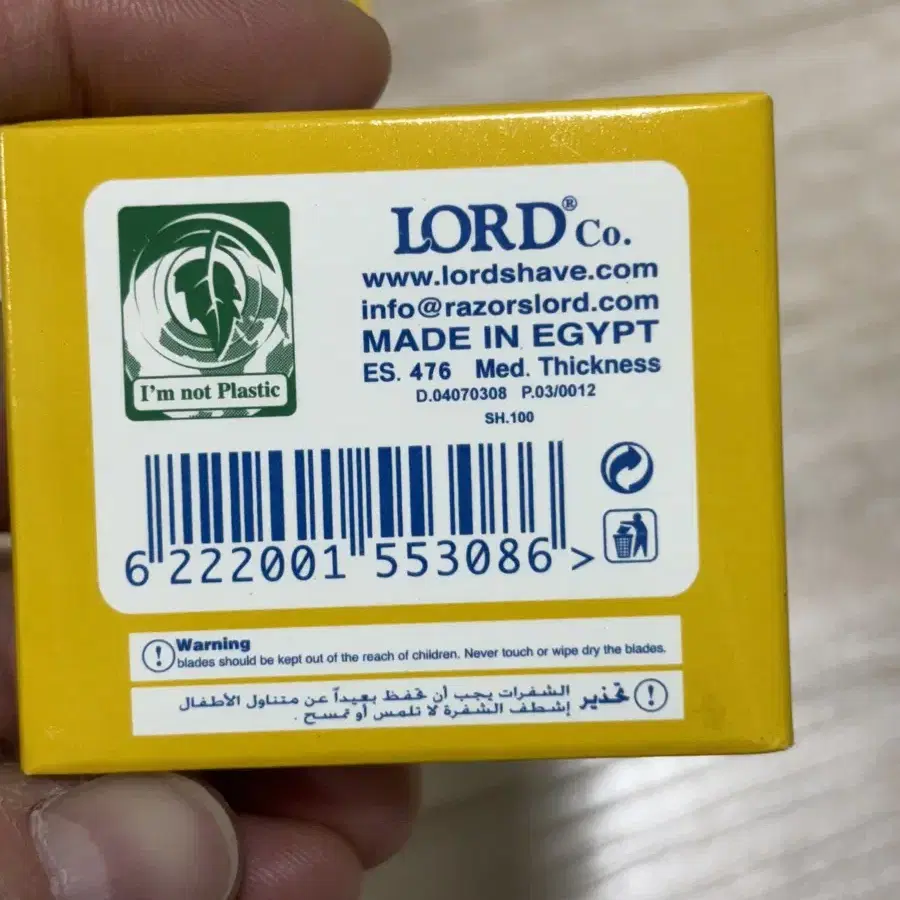 I'm not Plastic
LORD® Co.
www.lordshave.com
info@razorslord.com
MADE IN EGYPT
ES. 476 Med. Thickness
D.04070308 P.03/0012
SH.100
6 222001 553086 >
Warning
blades should be kept out of the reach of children. Never touch or wipe dry the blades.
تحذير الشفرات يجب أن تحفظ بعيداً عن متناول الأطفال
إشطف الشفرة لا تلمس أو تمسح .